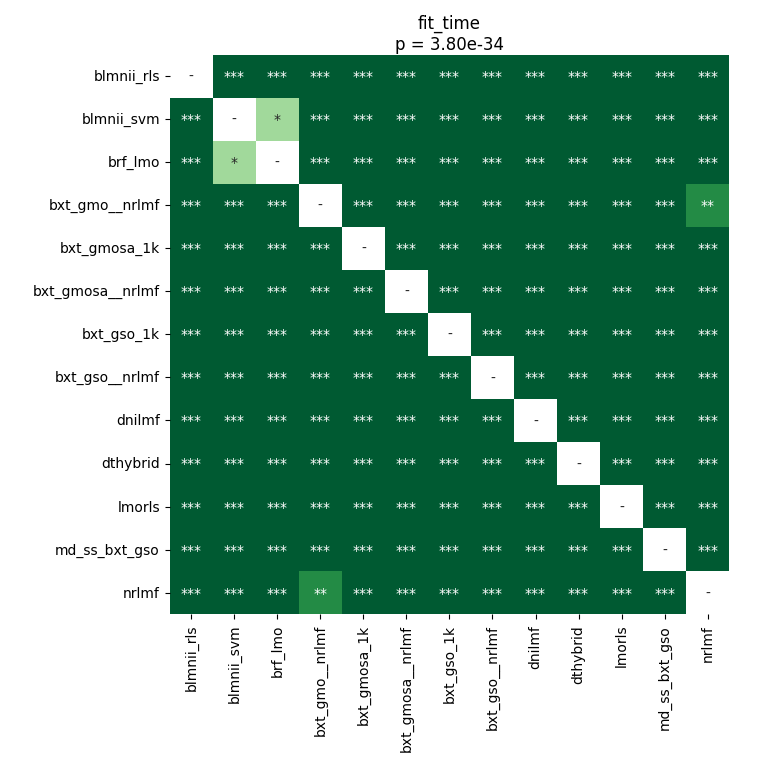 fit_time
p = 3.80e-34
blmnii_rls - *** *** *** *** *** *** *** *** *** *** *** ***
blmnii_svm *** - * *** *** *** *** *** *** *** *** *** ***
brf_lmo *** * - *** *** *** *** *** *** *** *** *** ***
bxt_gmo__nrlmf *** *** *** - *** *** *** *** *** *** *** *** **
bxt_gmosa_1k *** *** *** *** - *** *** *** *** *** *** *** ***
bxt_gmosa__nrlmf *** *** *** *** *** - *** *** *** *** *** *** ***
bxt_gso_1k *** *** *** *** *** *** - *** *** *** *** *** ***
bxt_gso__nrlmf *** *** *** *** *** *** *** - *** *** *** *** ***
dnilmf *** *** *** *** *** *** *** *** - *** *** *** ***
dthybrid *** *** *** *** *** *** *** *** *** - *** *** ***
lmorls *** *** *** *** *** *** *** *** *** *** - *** ***
md_ss_bxt_gso *** *** *** *** *** *** *** *** *** *** *** - ***
nrlmf *** *** *** ** *** *** *** *** *** *** *** *** -
blmnii_rls
blmnii_svm
brf_lmo
bxt_gmo__nrlmf
bxt_gmosa_1k
bxt_gmosa__nrlmf
bxt_gso_1k
bxt_gso__nrlmf
dnilmf
dthybrid
lmorls
md_ss_bxt_gso
nrlmf